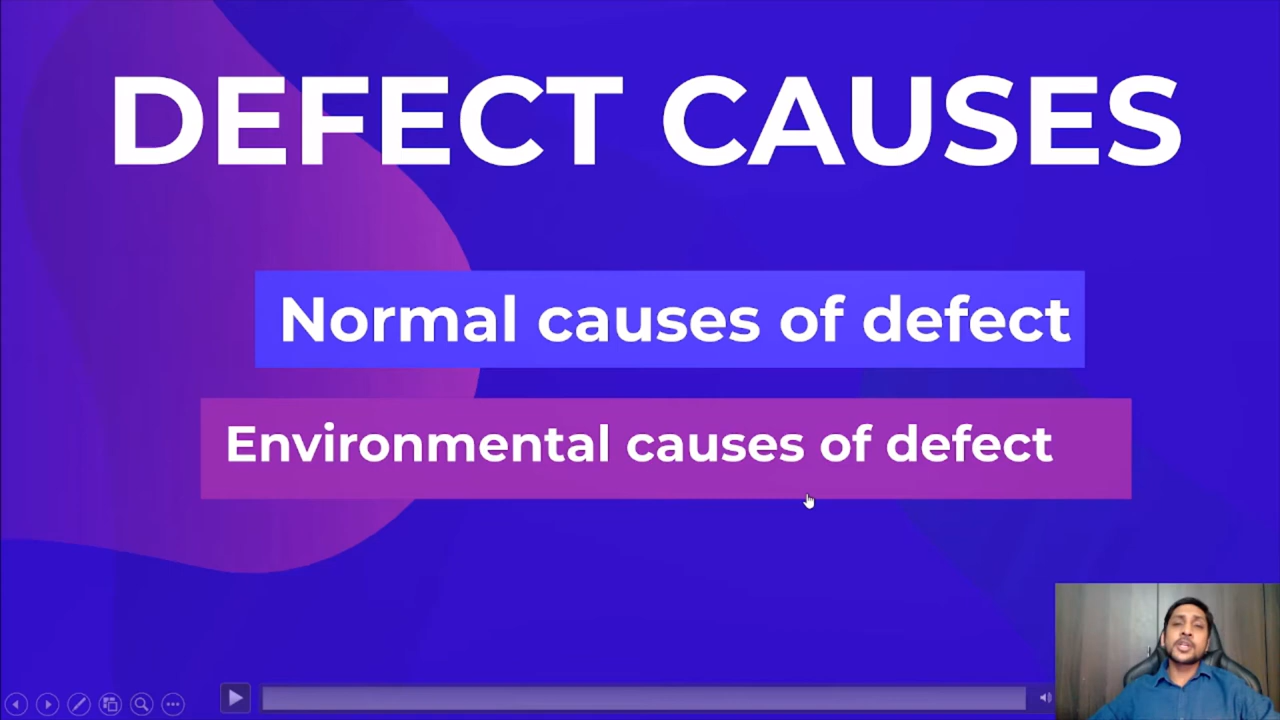 DEFECT CAUSES
Normal causes of defect
Environmental causes of defect